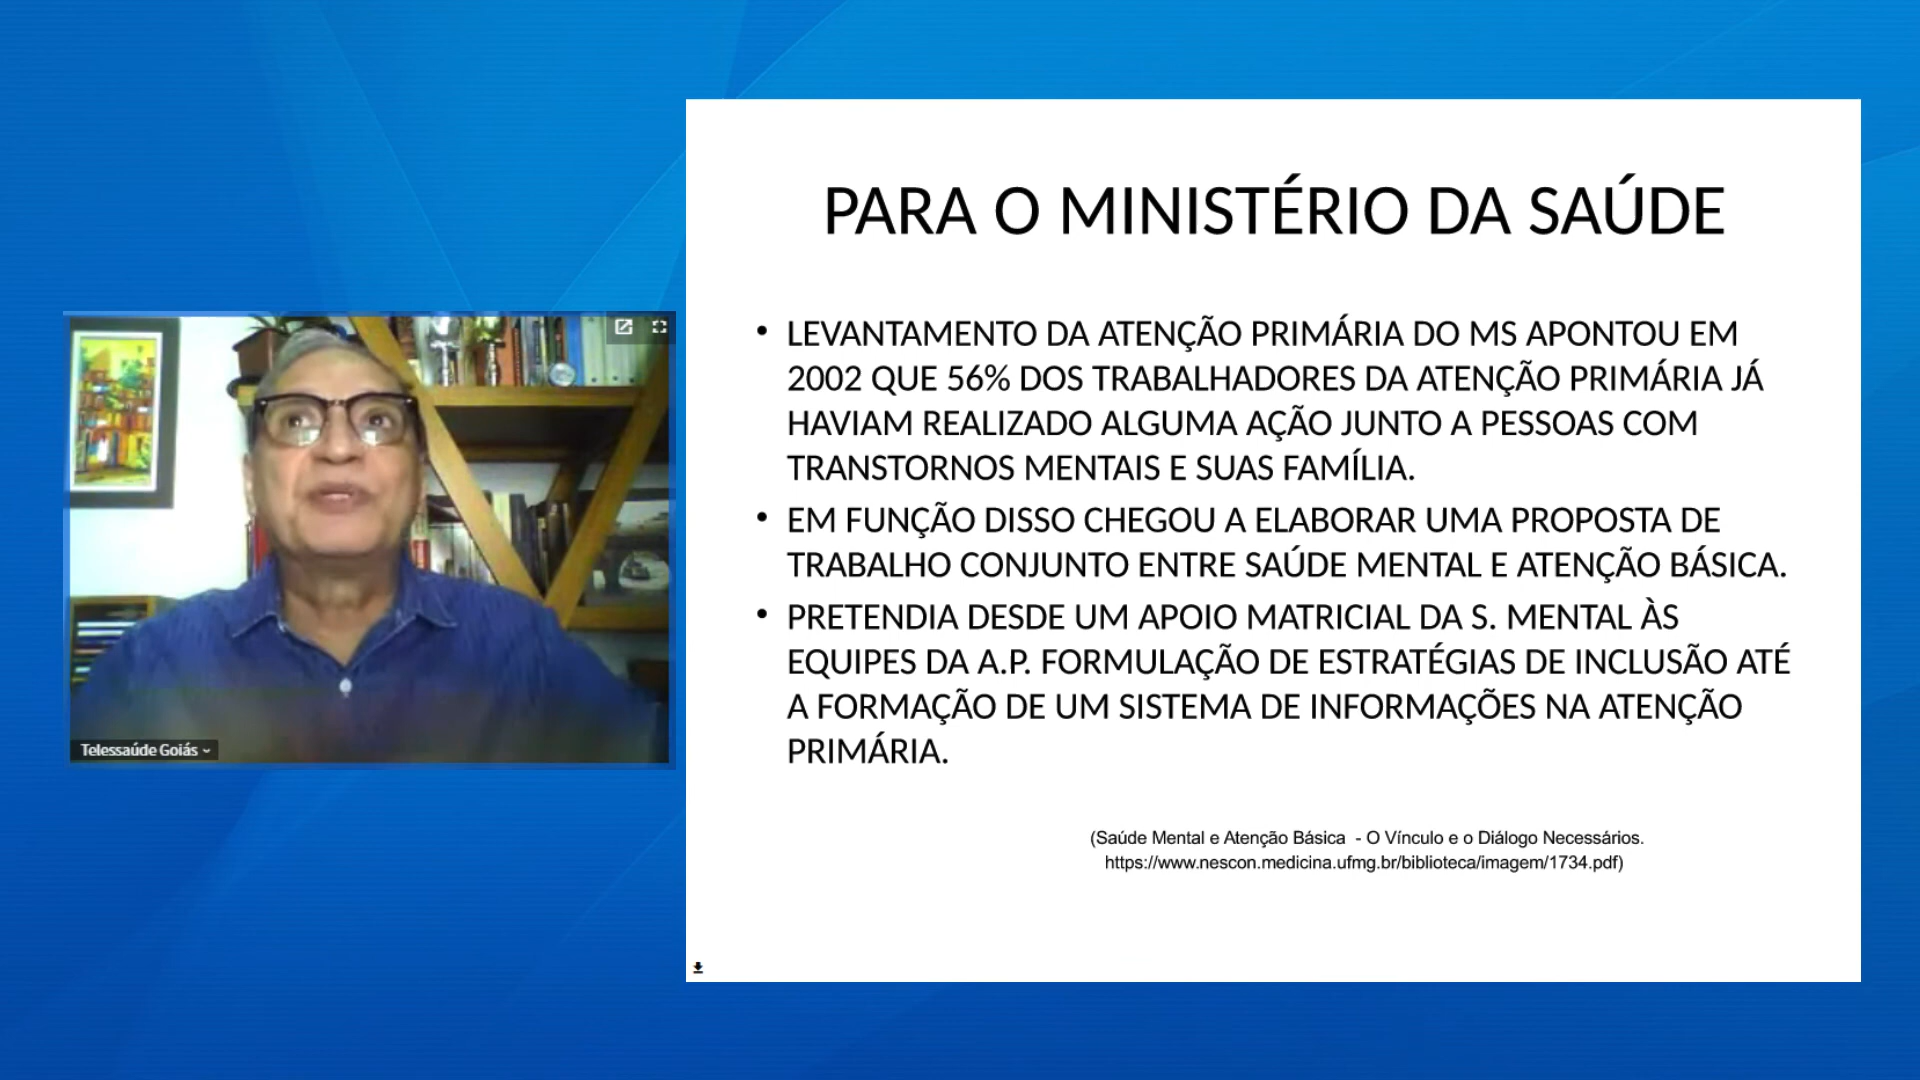 PARA O MINISTÉRIO DA SAÚDE
• LEVANTAMENTO DA ATENÇÃO PRIMÁRIA DO MS APONTOU EM
2002 QUE 56% DOS TRABALHADORES DA ATENÇÃO PRIMÁRIA JÁ
HAVIAM REALIZADO ALGUMA AÇÃO JUNTO A PESSOAS COM
TRANSTORNOS MENTAIS E SUAS FAMÍLIA.
• EM FUNÇÃO DISSO CHEGOU A ELABORAR UMA PROPOSTA DE
TRABALHO CONJUNTO ENTRE SAÚDE MENTAL E ATENÇÃO BÁSICA.
• PRETENDIA DESDE UM APOIO MATRICIAL DA S. MENTAL ÀS
EQUIPES DA A.P. FORMULAÇÃO DE ESTRATÉGIAS DE INCLUSÃO ATÉ
A FORMAÇÃO DE UM SISTEMA DE INFORMAÇÕES NA ATENÇÃO
PRIMÁRIA.
(Saúde Mental e Atenção Básica - O Vínculo e o Diálogo Necessários.
https://www.nescon.medicina.ufmg.br/biblioteca/imagem/1734.pdf)
Telessaúde Goiás